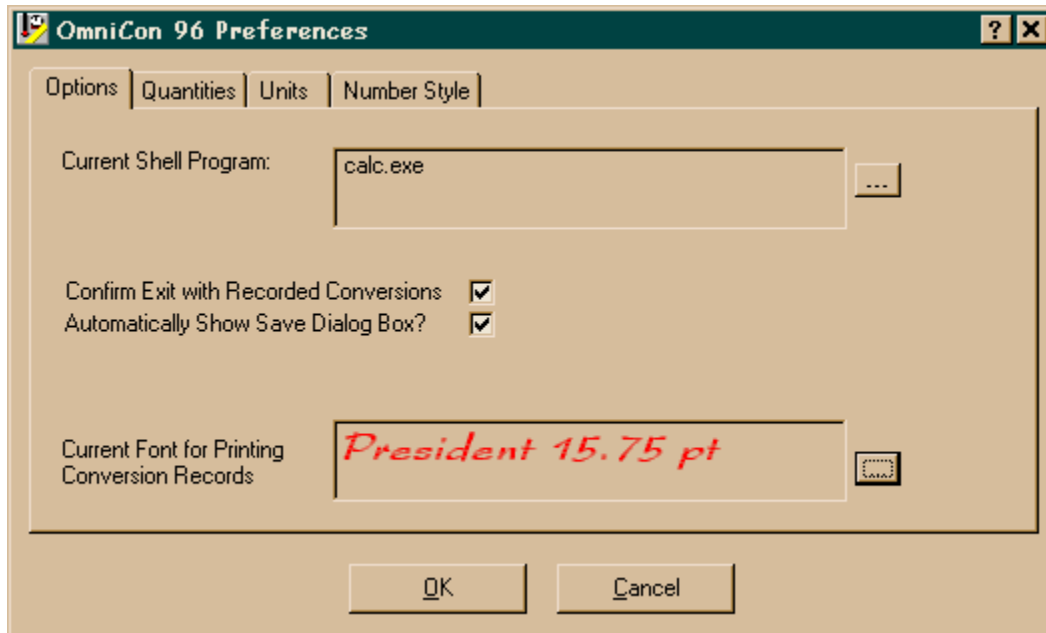 OmniCon 96 Preferences ? X
Options Quantities Units Number Style
Current Shell Program:
calc.exe
...
Confirm Exit with Recorded Conversions
Automatically Show Save Dialog Box?
Current Font for Printing
Conversion Records
President 15.75 pt
...
OK Cancel